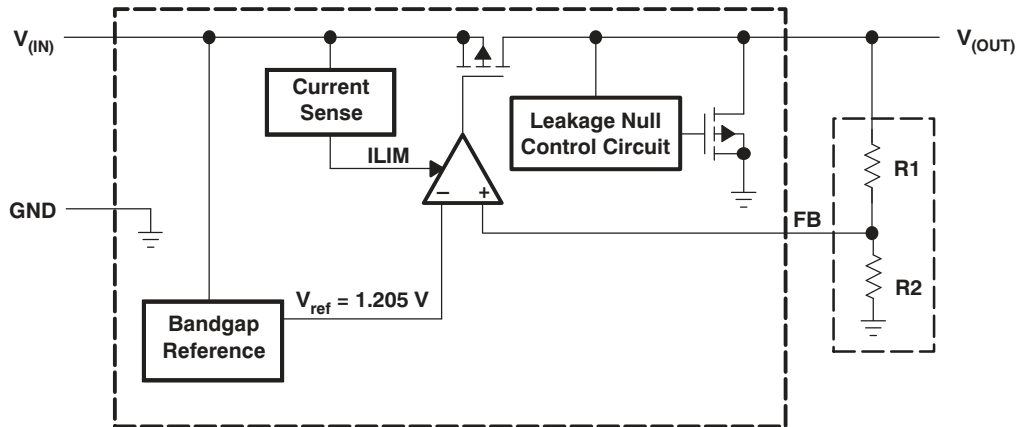 V(IN)
V(OUT)
Current
Sense
Leakage Null
Control Circuit
ILIM
R1
− +
GND
FB
R2
Vref = 1.205 V
Bandgap
Reference